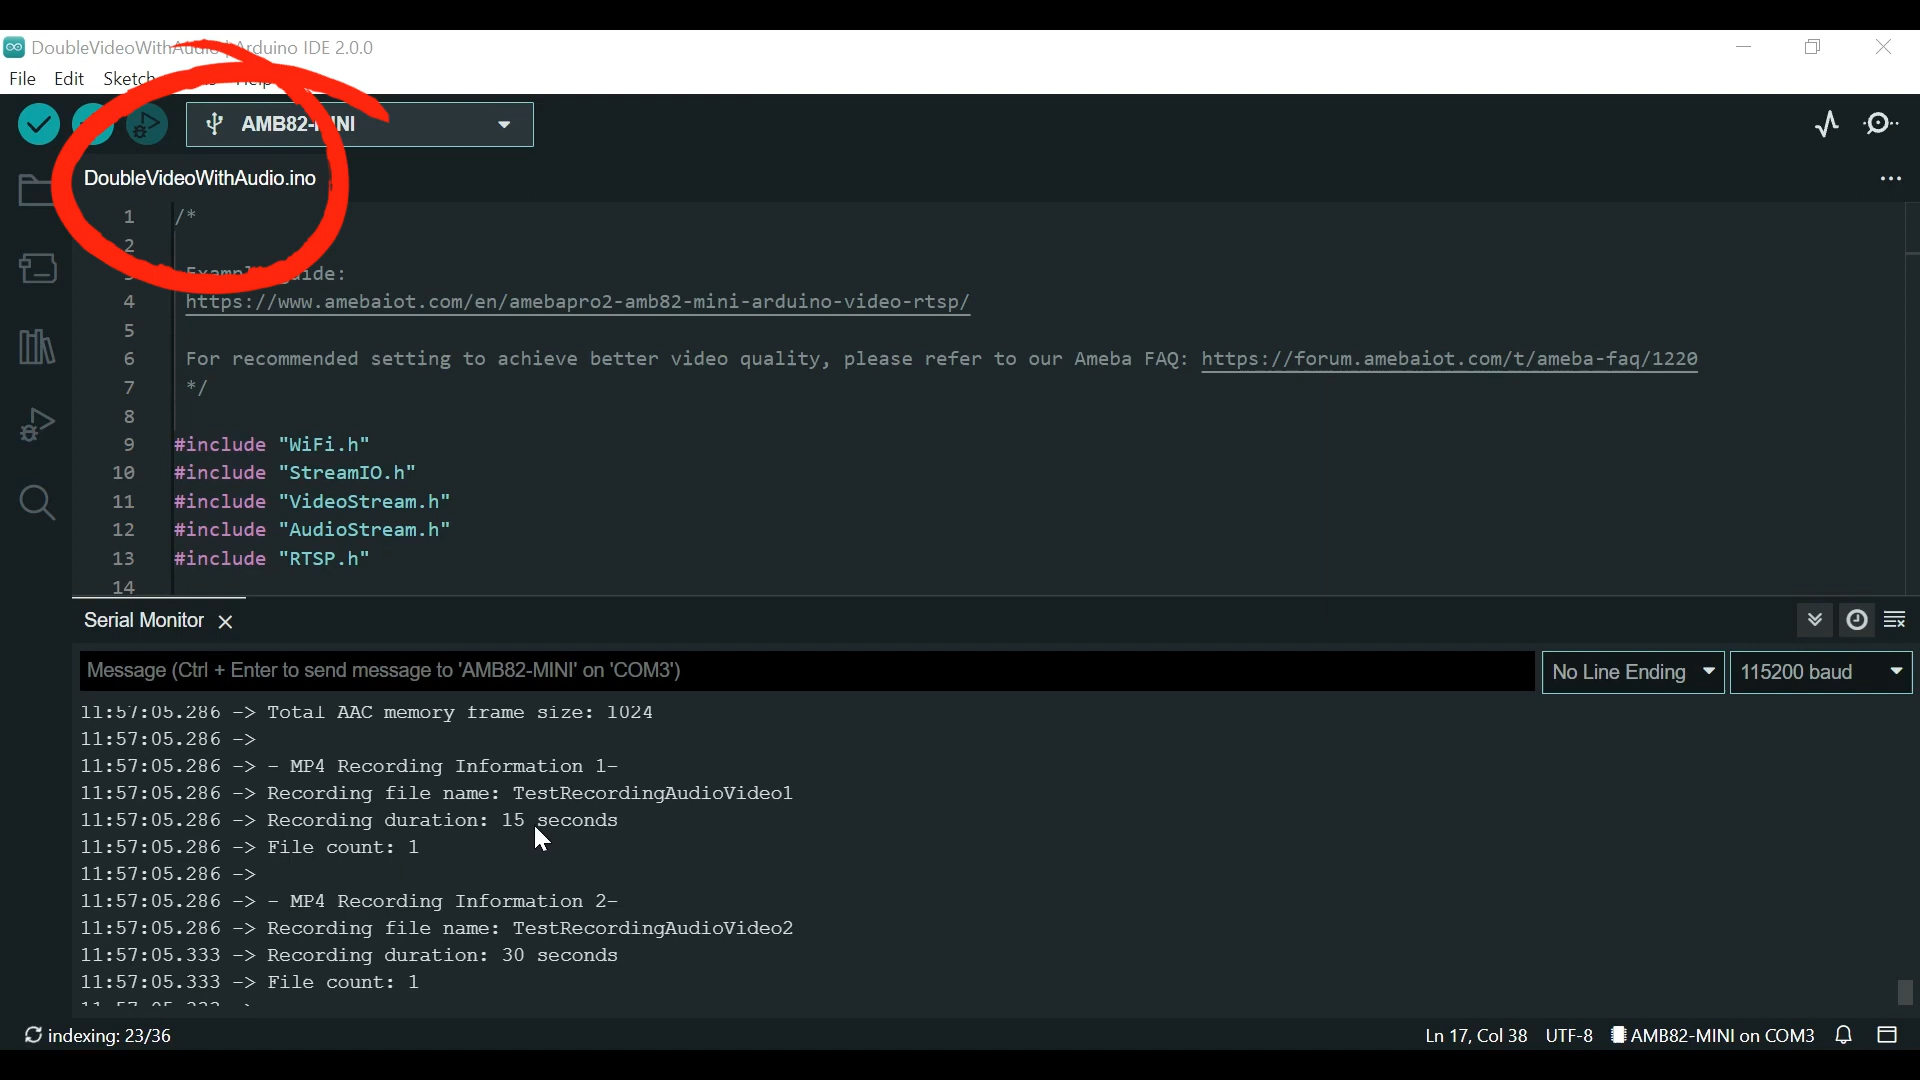 DoubleVideoWithAudio | Arduino IDE 2.0.0
File Edit Sketch Help
AMB82-MINI
DoubleVideoWithAudio.ino
1 /*
2
3 Example guide:
4 https://www.amebaiot.com/en/amebapro2-amb82-mini-arduino-video-rtsp/
5
6 For recommended setting to achieve better video quality, please refer to our Ameba FAQ: https://forum.amebaiot.com/t/ameba-faq/1220
7 */
8
9 #include "WiFi.h"
10 #include "StreamIO.h"
11 #include "VideoStream.h"
12 #include "AudioStream.h"
13 #include "RTSP.h"
14
Serial Monitor
Message (Ctrl + Enter to send message to 'AMB82-MINI' on 'COM3')
No Line Ending
115200 baud
11:57:05.286 -> Total AAC memory frame size: 1024
11:57:05.286 ->
11:57:05.286 -> - MP4 Recording Information 1-
11:57:05.286 -> Recording file name: TestRecordingAudioVideo1
11:57:05.286 -> Recording duration: 15 seconds
11:57:05.286 -> File count: 1
11:57:05.286 ->
11:57:05.286 -> - MP4 Recording Information 2-
11:57:05.286 -> Recording file name: TestRecordingAudioVideo2
11:57:05.333 -> Recording duration: 30 seconds
11:57:05.333 -> File count: 1
indexing: 23/36
Ln 17, Col 38 UTF-8 AMB82-MINI on COM3